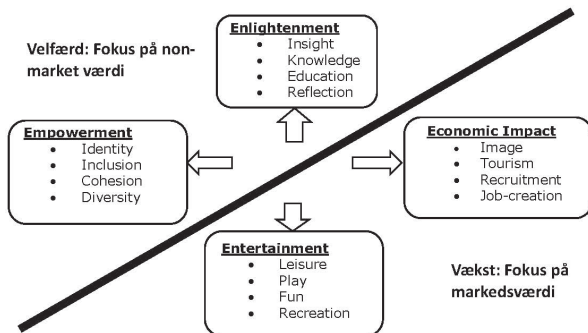 Velfærd: Fokus på non-
market værdi
Enlightenment
• Insight
• Knowledge
• Education
• Reflection
Empowerment
• Identity
• Inclusion
• Cohesion
• Diversity
Economic Impact
• Image
• Tourism
• Recruitment
• Job-creation
Entertainment
• Leisure
• Play
• Fun
• Recreation
Vækst: Fokus på
markedsværdi